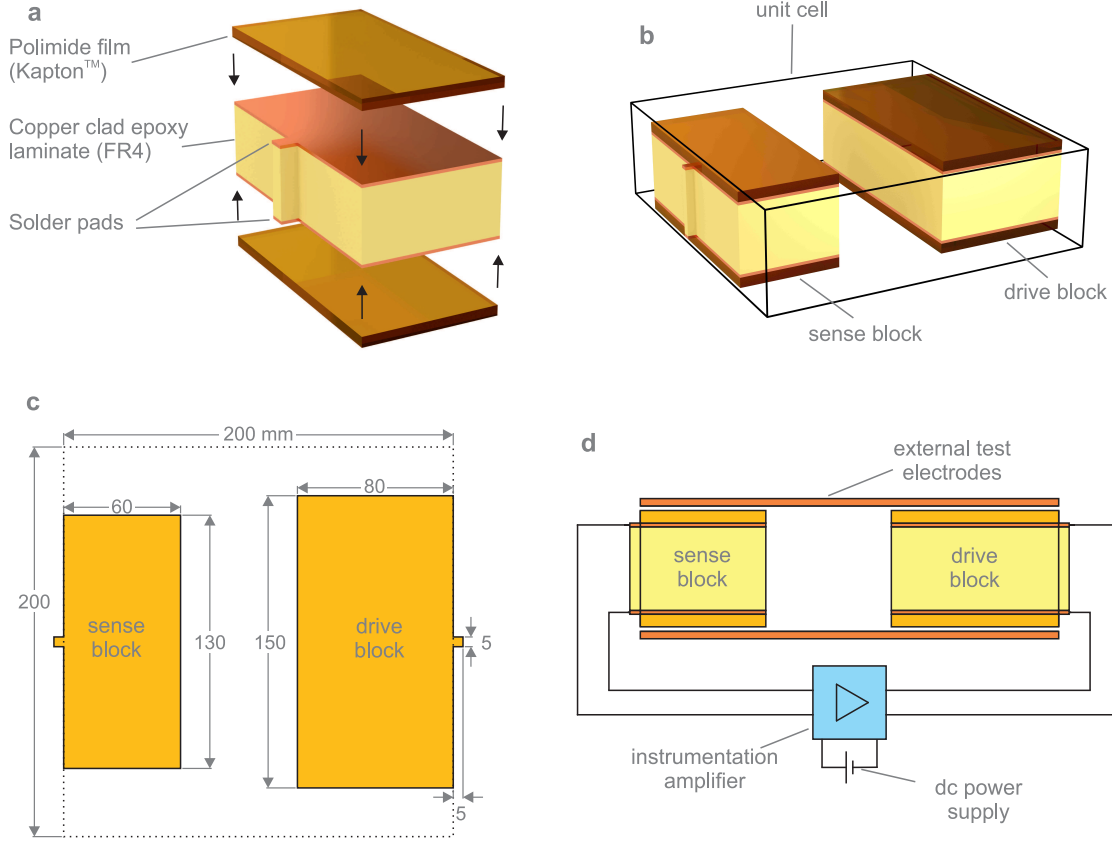 a
Polimide film
(Kapton™)
Copper clad epoxy
laminate (FR4)
Solder pads
unit cell
b
drive block
sense block
c
200 mm
60
80
200
sense
block
130
150
drive
block
5
5
d
external test
electrodes
sense
block
drive
block
instrumentation
amplifier
dc power
supply